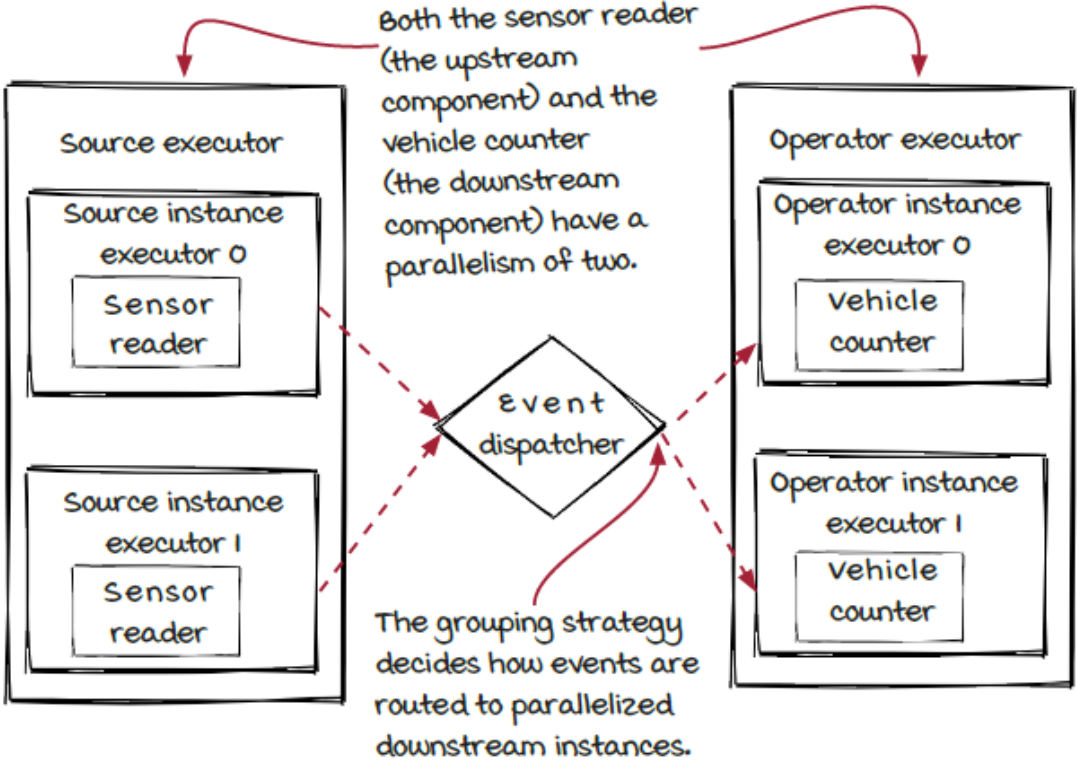 Both the sensor reader
(the upstream
component) and the
vehicle counter
(the downstream
component) have a
parallelism of two.
Source executor
Source instance
executor 0
Sensor
reader
Source instance
executor 1
Sensor
reader
Event
dispatcher
Operator executor
Operator instance
executor 0
Vehicle
counter
Operator instance
executor 1
Vehicle
counter
The grouping strategy
decides how events are
routed to parallelized
downstream instances.